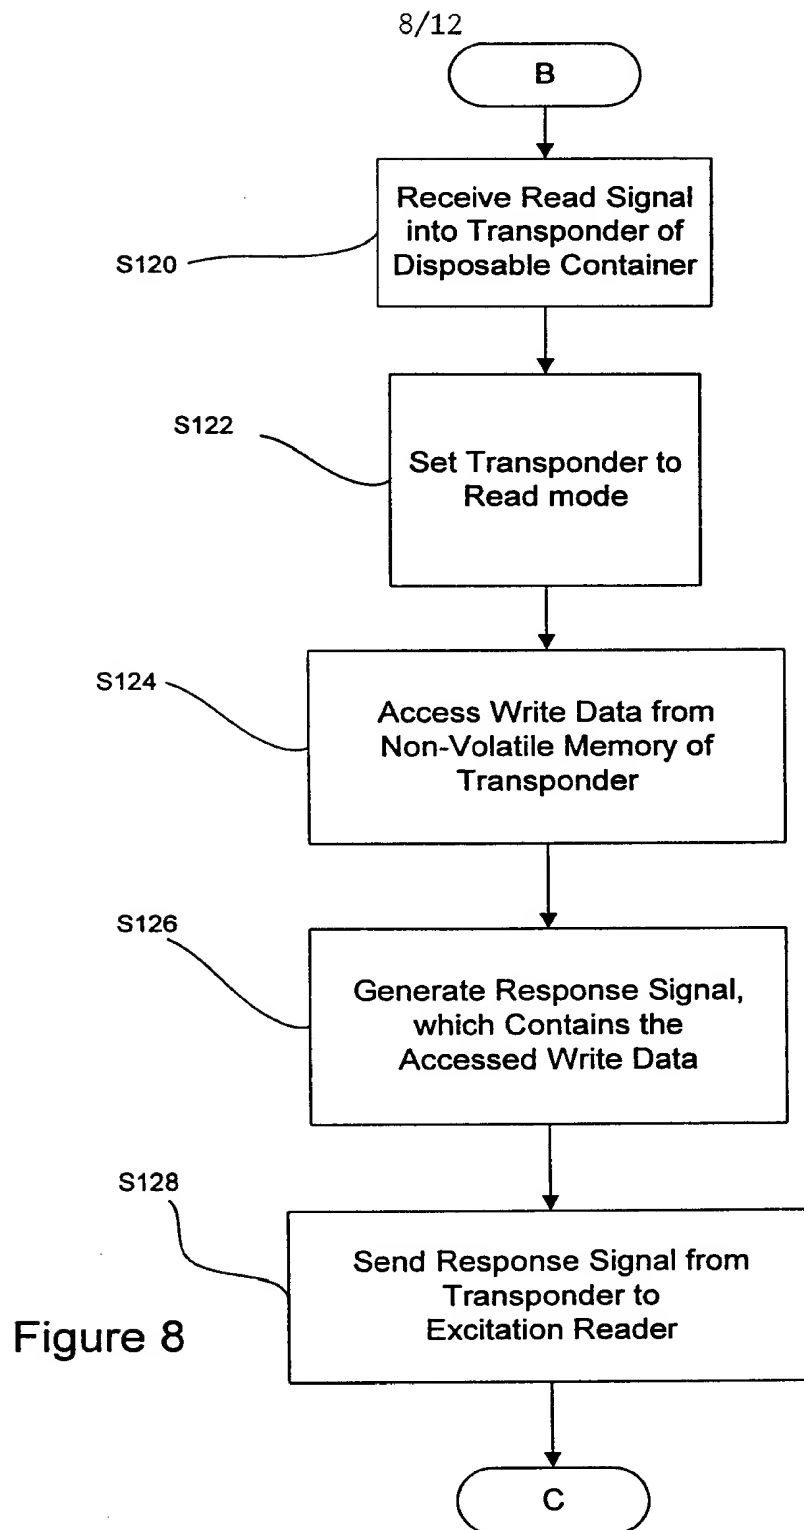 8/12
B
Receive Read Signal
into Transponder of
Disposable Container
S120
S122
Set Transponder to
Read mode
S124
Access Write Data from
Non-Volatile Memory of
Transponder
S126
Generate Response Signal,
which Contains the
Accessed Write Data
S128
Send Response Signal from
Transponder to
Excitation Reader
Figure 8
C